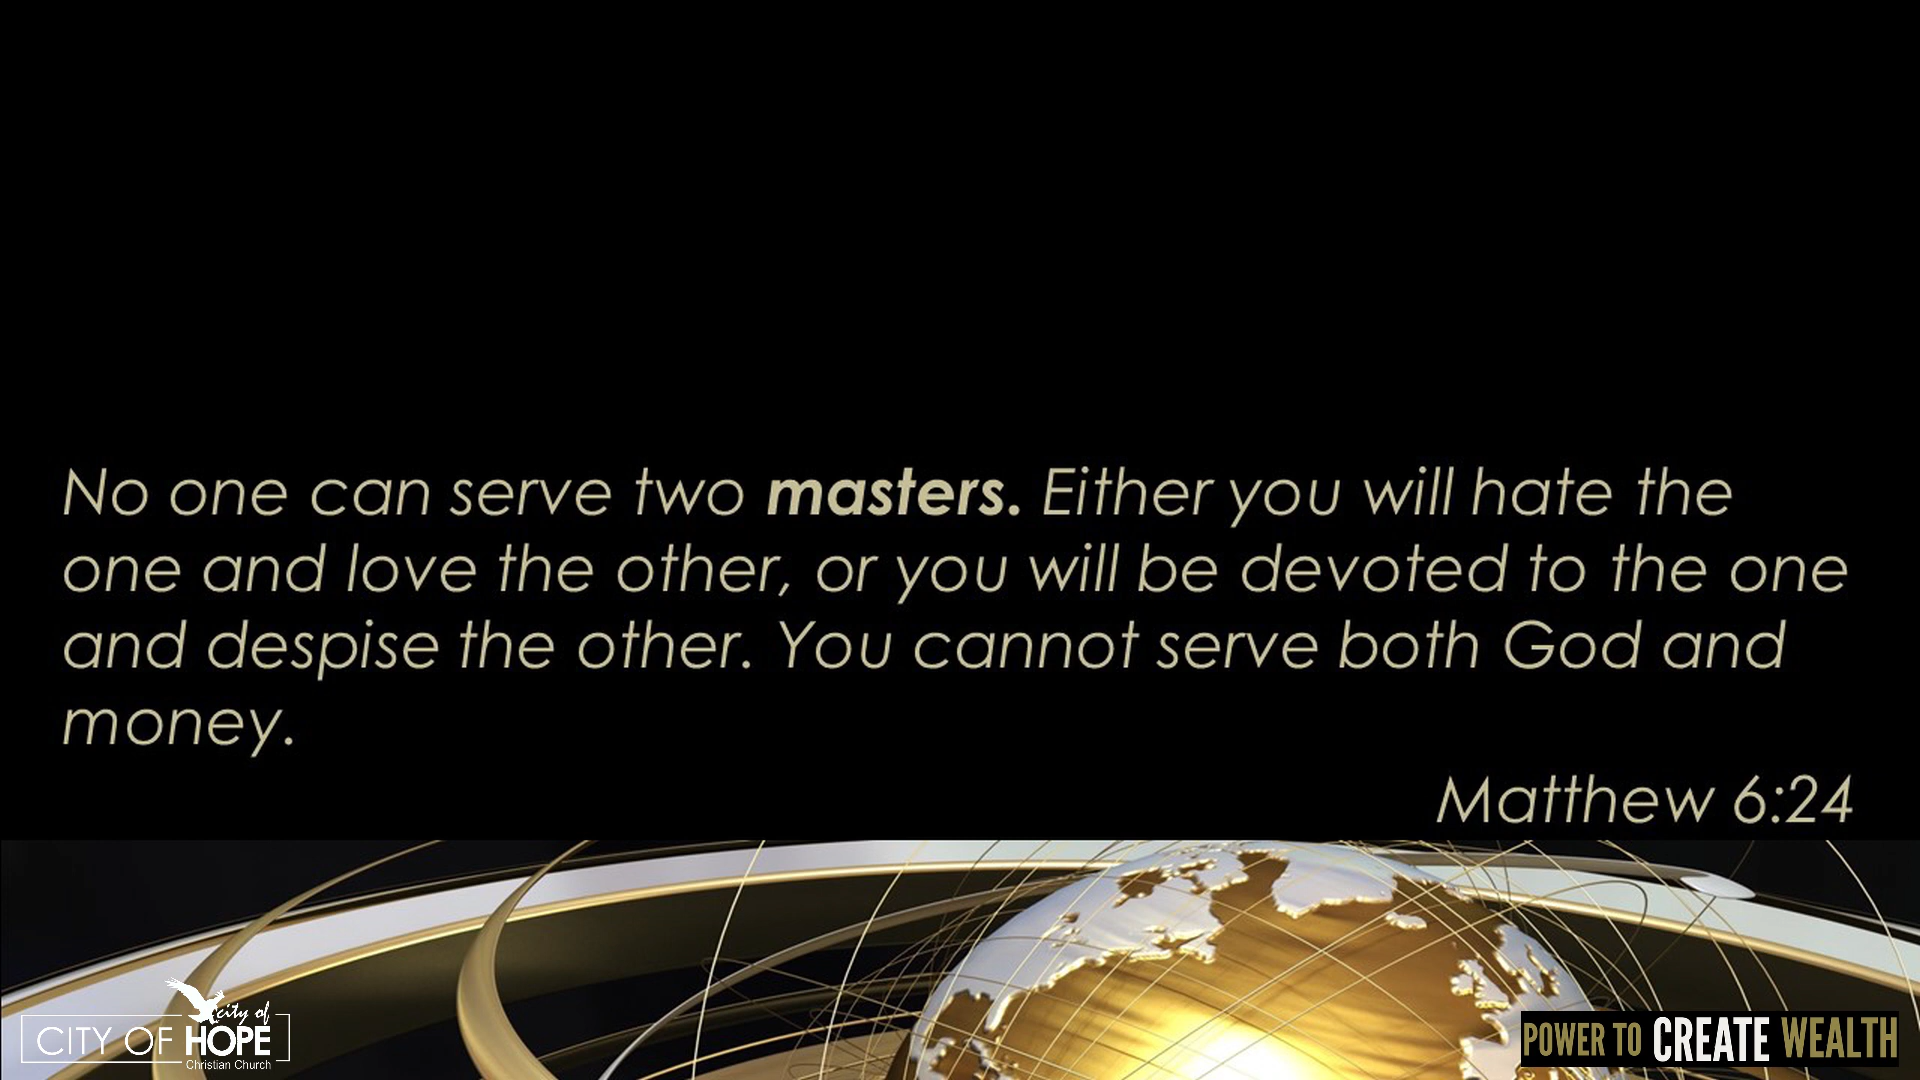 No one can serve two masters. Either you will hate the
one and love the other, or you will be devoted to the one
and despise the other. You cannot serve both God and
money.
Matthew 6:24
city of
CITY OF HOPE
Christian Church
POWER TO CREATE WEALTH